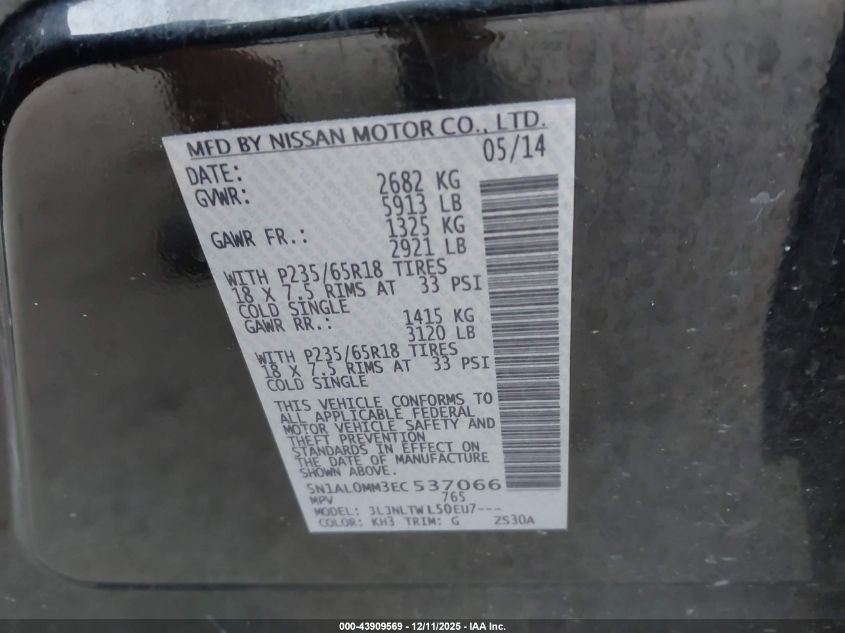 MFD BY NISSAN MOTOR CO., LTD.
DATE: 05/14
GVWR: 2682 KG
5913 LB
GAWR FR.: 1325 KG
2921 LB
WITH P235/65R18 TIRES
18 X 7.5 RIMS AT 33 PSI
COLD SINGLE
GAWR RR.: 1415 KG
3120 LB
WITH P235/65R18 TIRES
18 X 7.5 RIMS AT 33 PSI
COLD SINGLE
THIS VEHICLE CONFORMS TO
ALL APPLICABLE FEDERAL
MOTOR VEHICLE SAFETY AND
THEFT PREVENTION
STANDARDS IN EFFECT ON
THE DATE OF MANUFACTURE
SHOWN ABOVE.
5N1AL0MM3EC537066
MPV 765
MODEL: JLJNLTWL50EU7---
COLOR: KH3 TRIM: G ZS30A
000-43909569 - 12/11/2025 - IAA Inc.